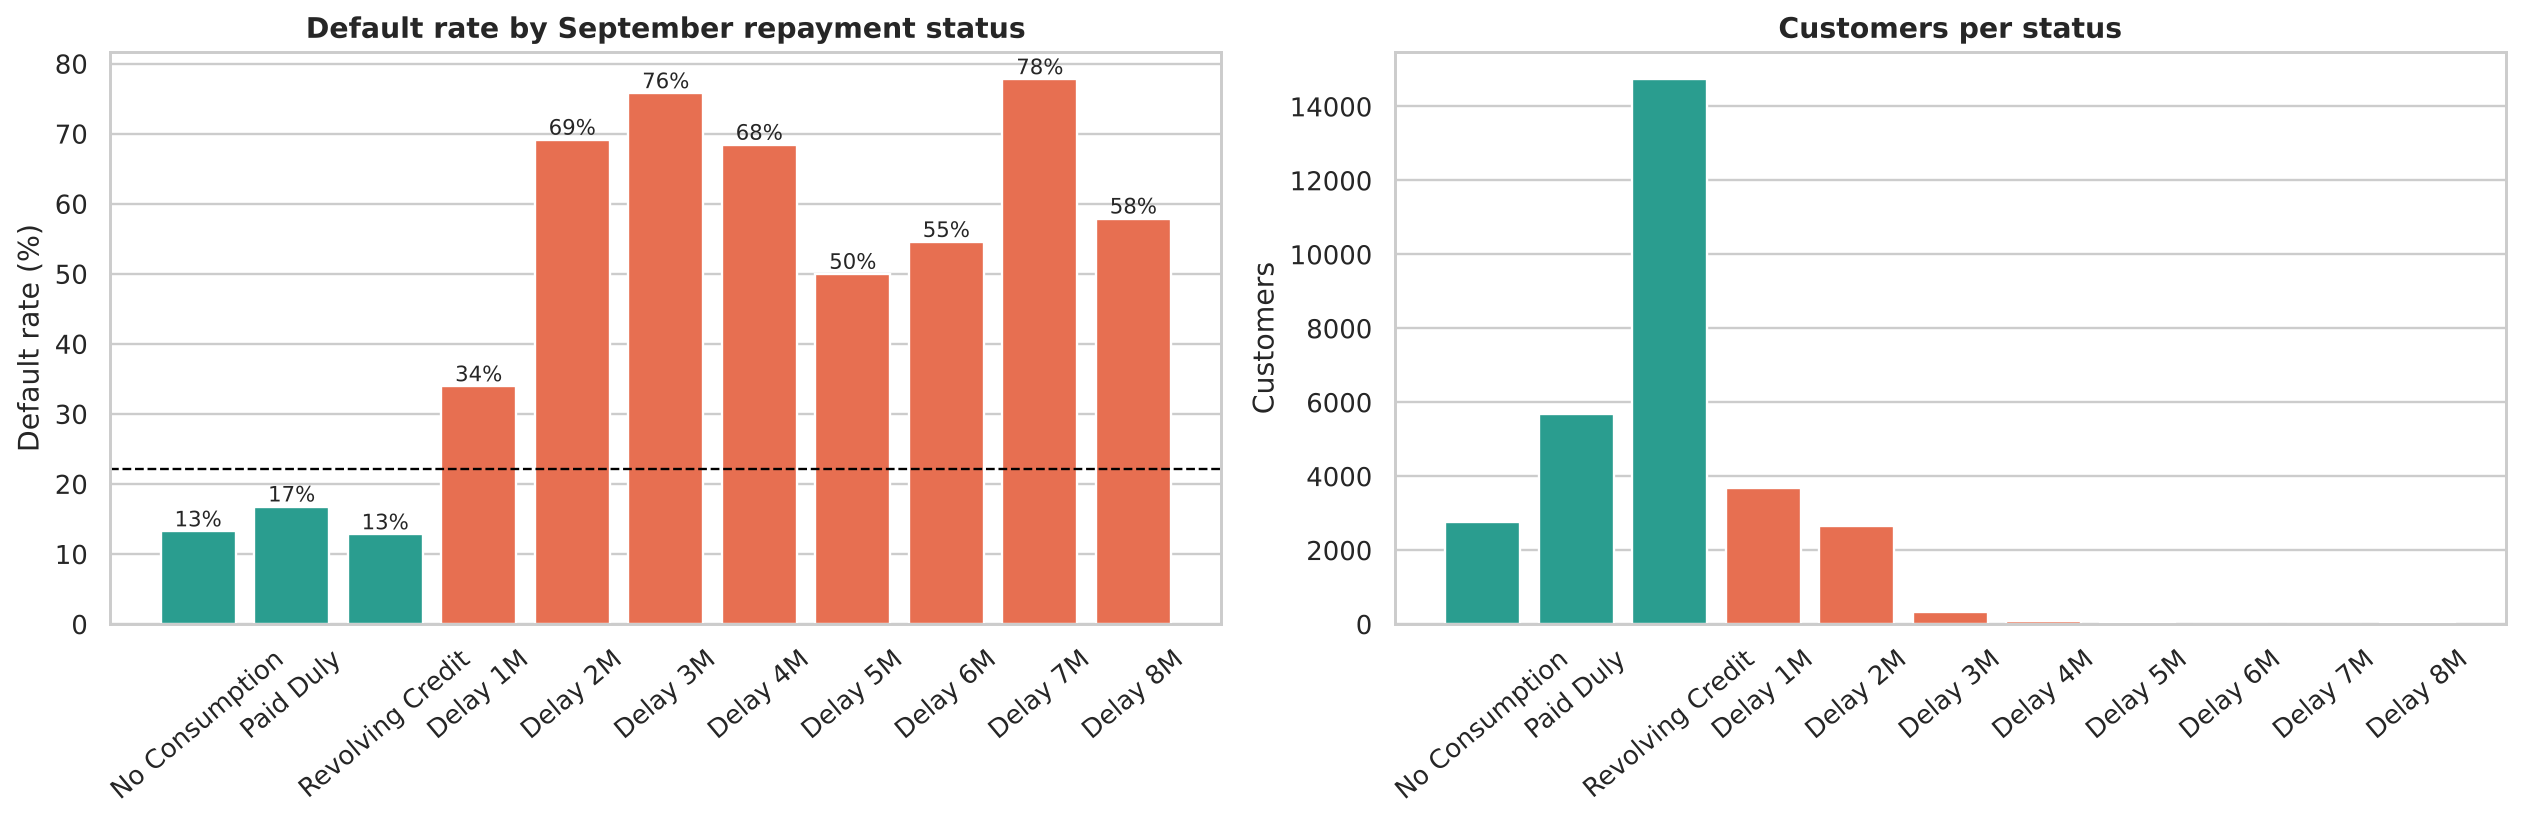 Default rate by September repayment status
Default rate (%)
80
70
60
50
40
30
20
10
0
13%
17%
13%
34%
69%
76%
68%
50%
55%
78%
58%
No Consumption
Paid Duly
Revolving Credit
Delay 1M
Delay 2M
Delay 3M
Delay 4M
Delay 5M
Delay 6M
Delay 7M
Delay 8M
Customers per status
Customers
14000
12000
10000
8000
6000
4000
2000
0
No Consumption
Paid Duly
Revolving Credit
Delay 1M
Delay 2M
Delay 3M
Delay 4M
Delay 5M
Delay 6M
Delay 7M
Delay 8M